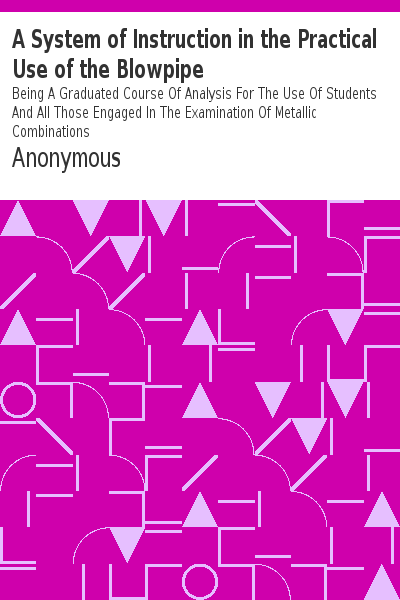 A System of Instruction in the Practical
Use of the Blowpipe
Being A Graduated Course Of Analysis For The Use Of Students
And All Those Engaged In The Examination Of Metallic
Combinations
Anonymous